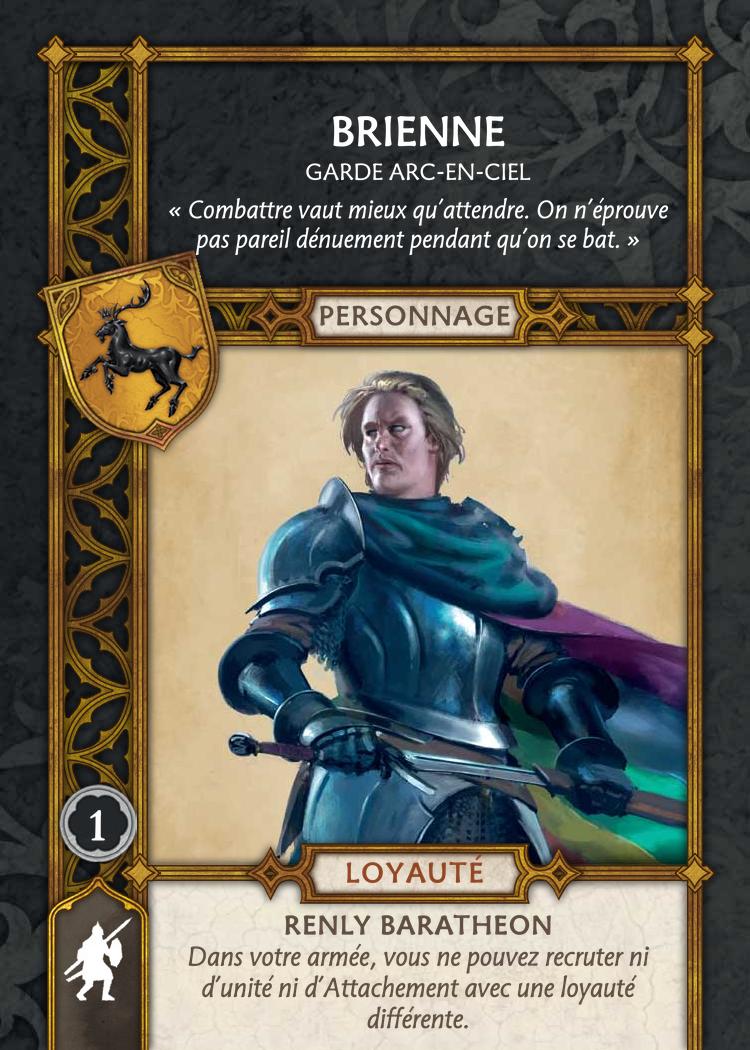 BRIENNE
GARDE ARC-EN-CIEL
« Combattre vaut mieux qu'attendre. On n'éprouve
pas pareil dénuement pendant qu'on se bat. »
PERSONNAGE
1
LOYAUTÉ
RENLY BARATHEON
Dans votre armée, vous ne pouvez recruter ni
d'unité ni d'Attachement avec une loyauté
différente.